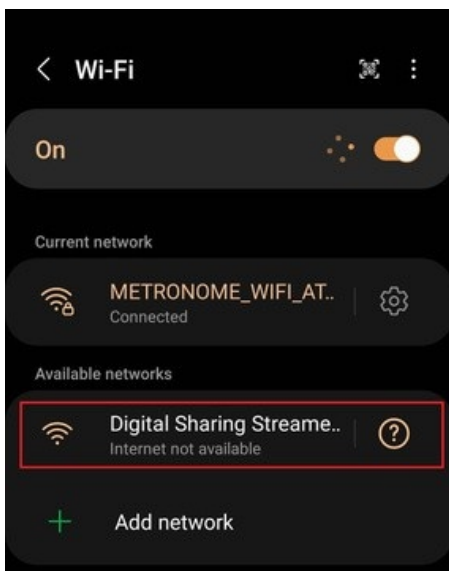 Wi-Fi
On
Current network
METRONOME_WIFI_AT..
Connected
Available networks
Digital Sharing Streame..
Internet not available
Add network